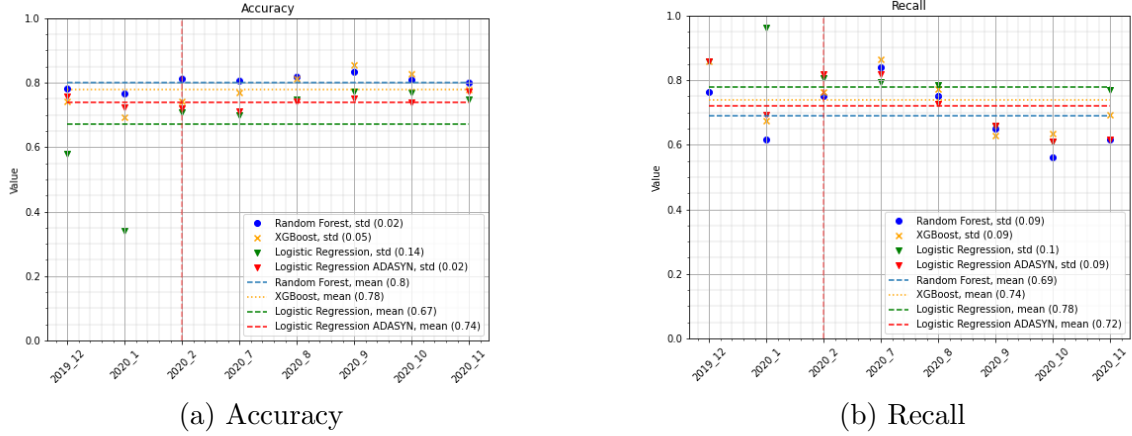 Accuracy
Value
1.0
0.8
0.6
0.4
0.2
0.0
Random Forest, std (0.02)
XGBoost, std (0.05)
Logistic Regression, std (0.14)
Logistic Regression ADASYN, std (0.02)
Random Forest, mean (0.8)
XGBoost, mean (0.78)
Logistic Regression, mean (0.67)
Logistic Regression ADASYN, mean (0.74)
2019_12
2020_1
2020_2
2020_7
2020_8
2020_9
2020_10
2020_11
(a) Accuracy
Recall
Value
1.0
0.8
0.6
0.4
0.2
0.0
Random Forest, std (0.09)
XGBoost, std (0.09)
Logistic Regression, std (0.1)
Logistic Regression ADASYN, std (0.09)
Random Forest, mean (0.69)
XGBoost, mean (0.74)
Logistic Regression, mean (0.78)
Logistic Regression ADASYN, mean (0.72)
2019_12
2020_1
2020_2
2020_7
2020_8
2020_9
2020_10
2020_11
(b) Recall